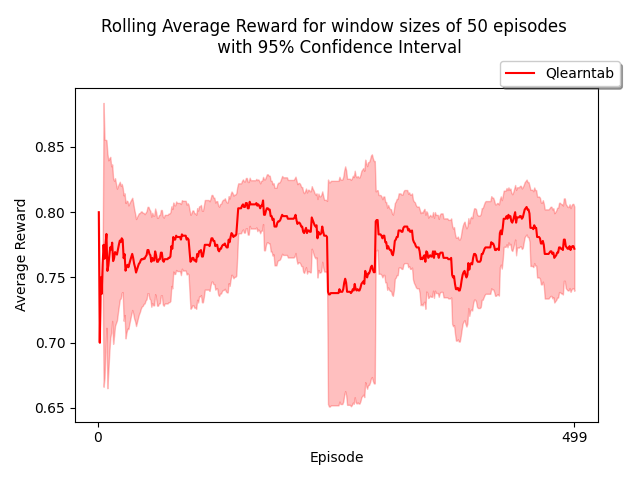 Rolling Average Reward for window sizes of 50 episodes
with 95% Confidence Interval
Qlearntab
Average Reward
0.85
0.80
0.75
0.70
0.65
0
499
Episode